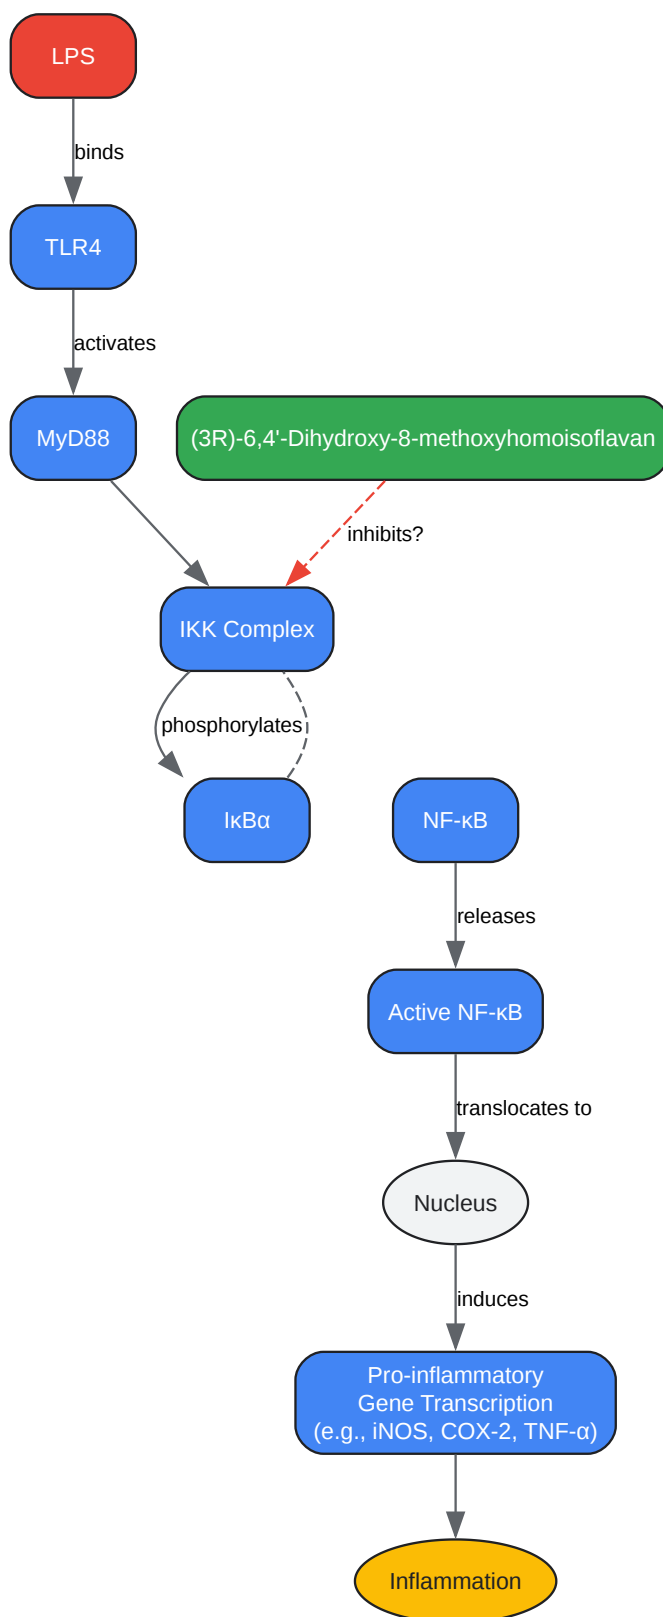 LPS
binds
TLR4
activates
MyD88
(3R)-6,4'-Dihydroxy-8-methoxyhomoisoflavan
inhibits?
IKK Complex
phosphorylates
IκBα
NF-κB
releases
Active NF-κB
translocates to
Nucleus
induces
Pro-inflammatory
Gene Transcription
(e.g., iNOS, COX-2, TNF-α)
Inflammation